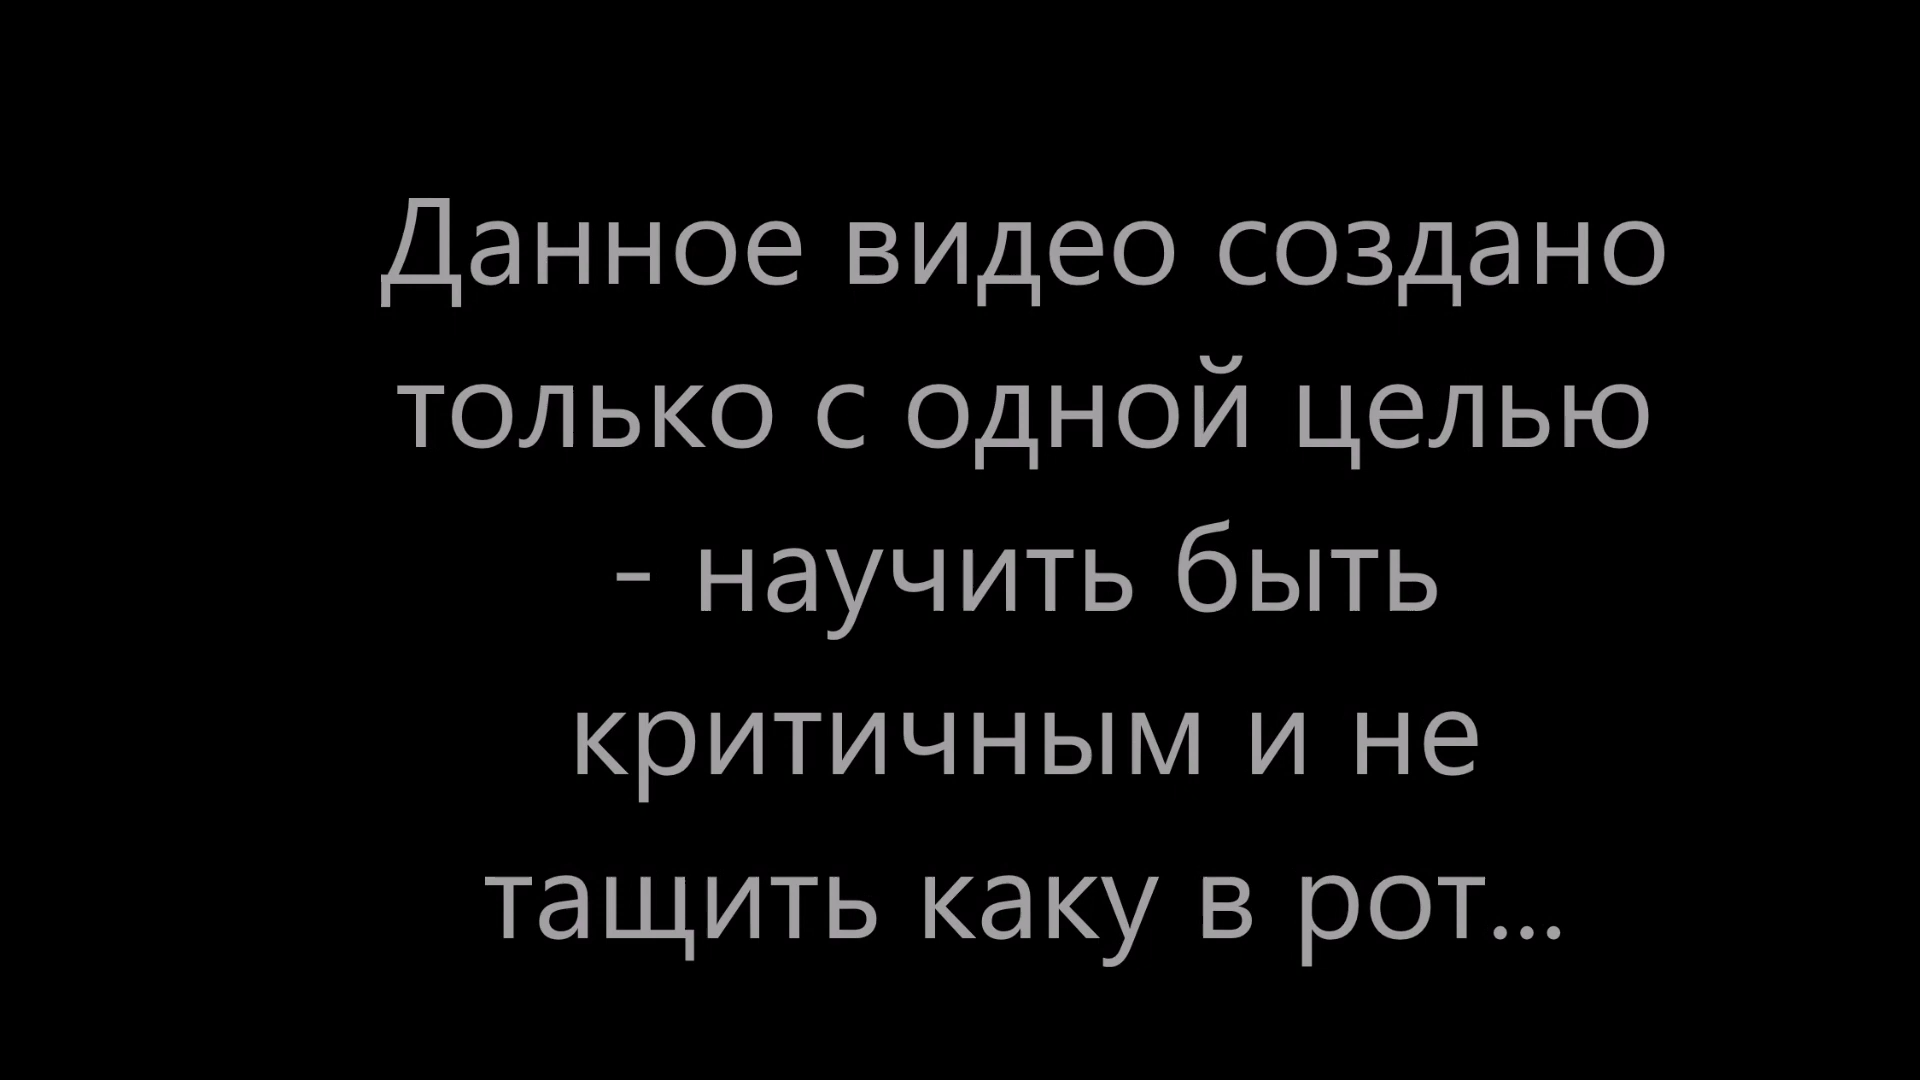 Данное видео создано
только с одной целью
- научить быть
критичным и не
тащить каку в рот...